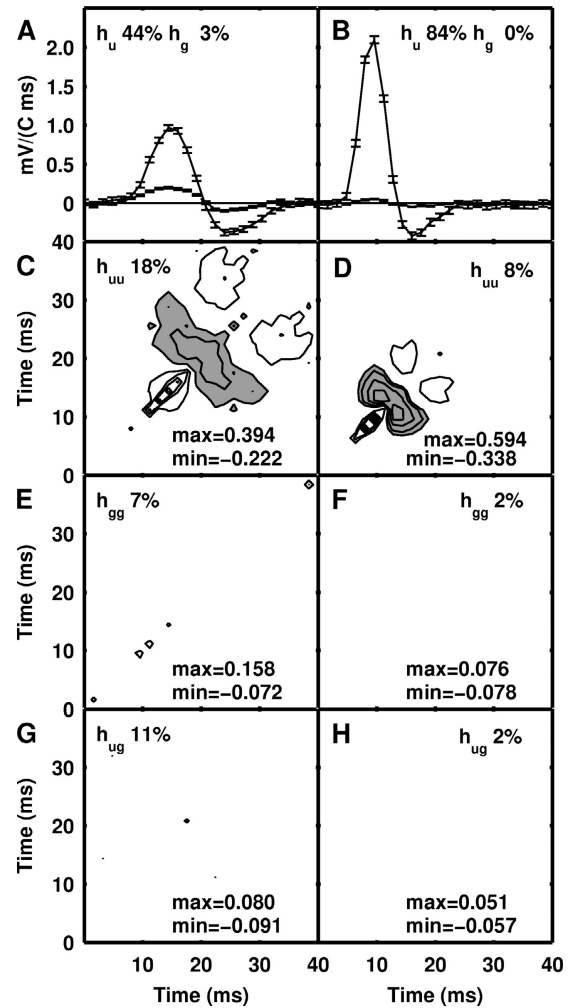 A
h_u 44% h_g 3%
B
h_u 84% h_g 0%
mV/(C ms)
2.0
1.5
1.0
0.5
0
C
h_uu 18%
D
h_uu 8%
Time (ms)
40
30
20
10
0
max=0.394
min=-0.222
max=0.594
min=-0.338
E
h_gg 7%
F
h_gg 2%
Time (ms)
30
20
10
0
max=0.158
min=-0.072
max=0.076
min=-0.078
G
h_ug 11%
H
h_ug 2%
Time (ms)
30
20
10
0
max=0.080
min=-0.091
max=0.051
min=-0.057
10 20 30 40
10 20 30 40
Time (ms)
Time (ms)